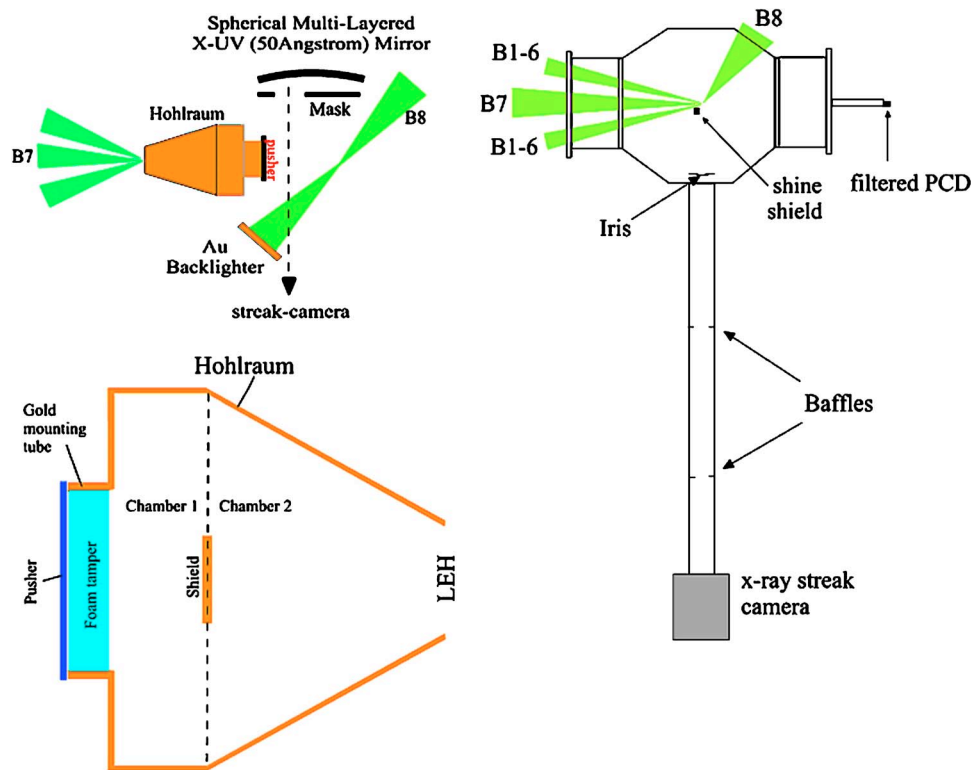 Spherical Multi-Layered
X-UV (50Angstrom) Mirror
Hohlraum
Mask
B8
B7
pusher
Au
Backlighter
streak-camera
B8
B1-6
B7
B1-6
shine
shield
filtered PCD
Iris
Baffles
x-ray streak
camera
Hohlraum
Gold
mounting
tube
Chamber 1
Chamber 2
Pusher
Foam tamper
Shield
LEH